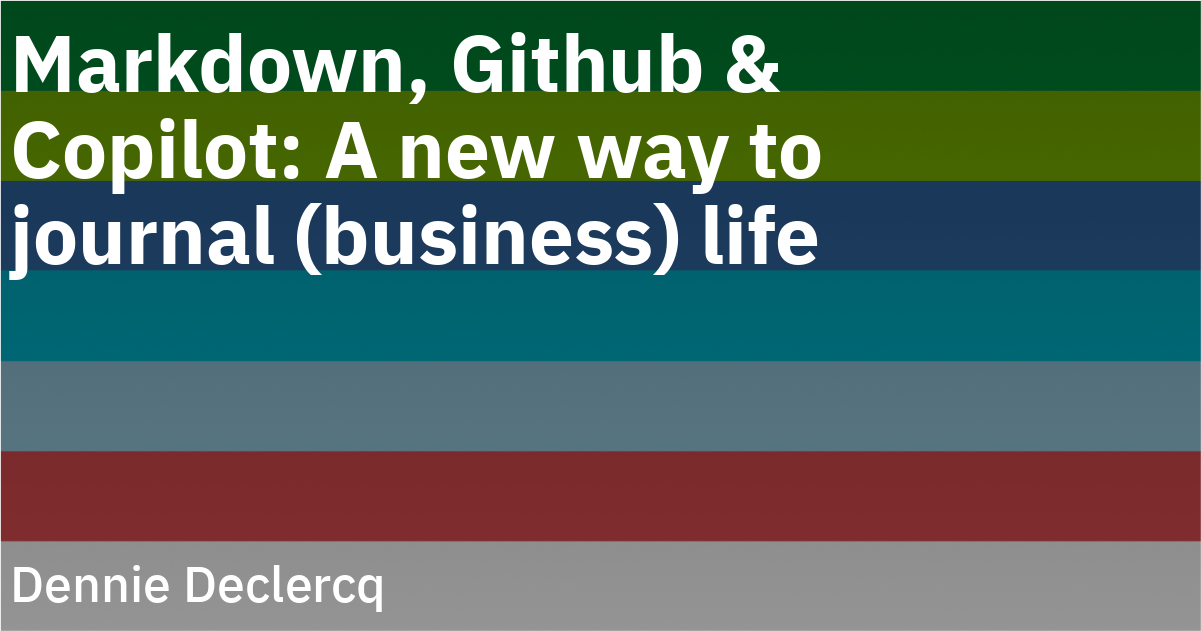 Markdown, Github &
Copilot: A new way to
journal (business) life
Dennie Declercq